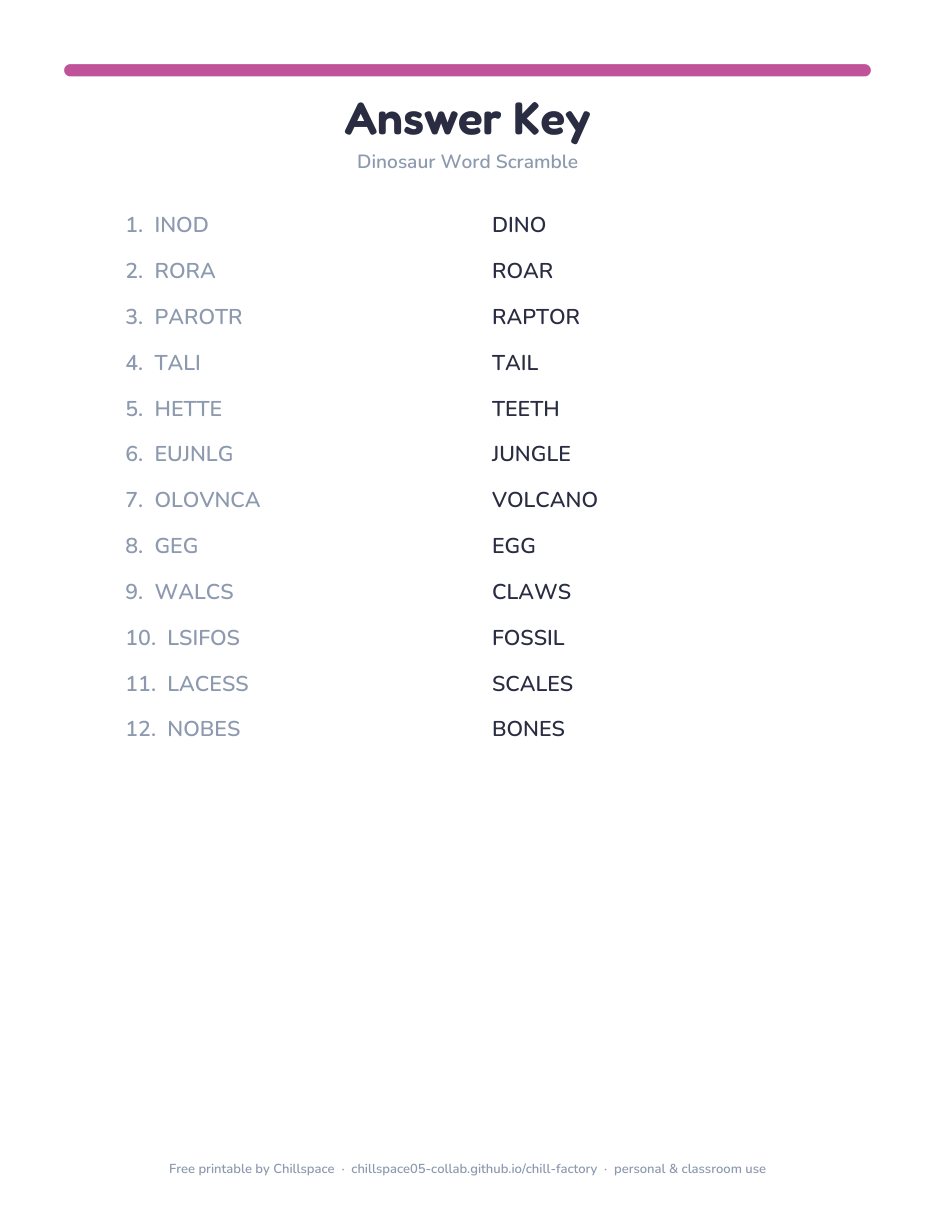 Answer Key
Dinosaur Word Scramble
1. INOD DINO
2. RORA ROAR
3. PAROTR RAPTOR
4. TALI TAIL
5. HETTE TEETH
6. EUJNLG JUNGLE
7. OLOVNCA VOLCANO
8. GEG EGG
9. WALCS CLAWS
10. LSIFOS FOSSIL
11. LACESS SCALES
12. NOBES BONES
Free printable by Chillspace · chillspace05-collab.github.io/chill-factory · personal & classroom use